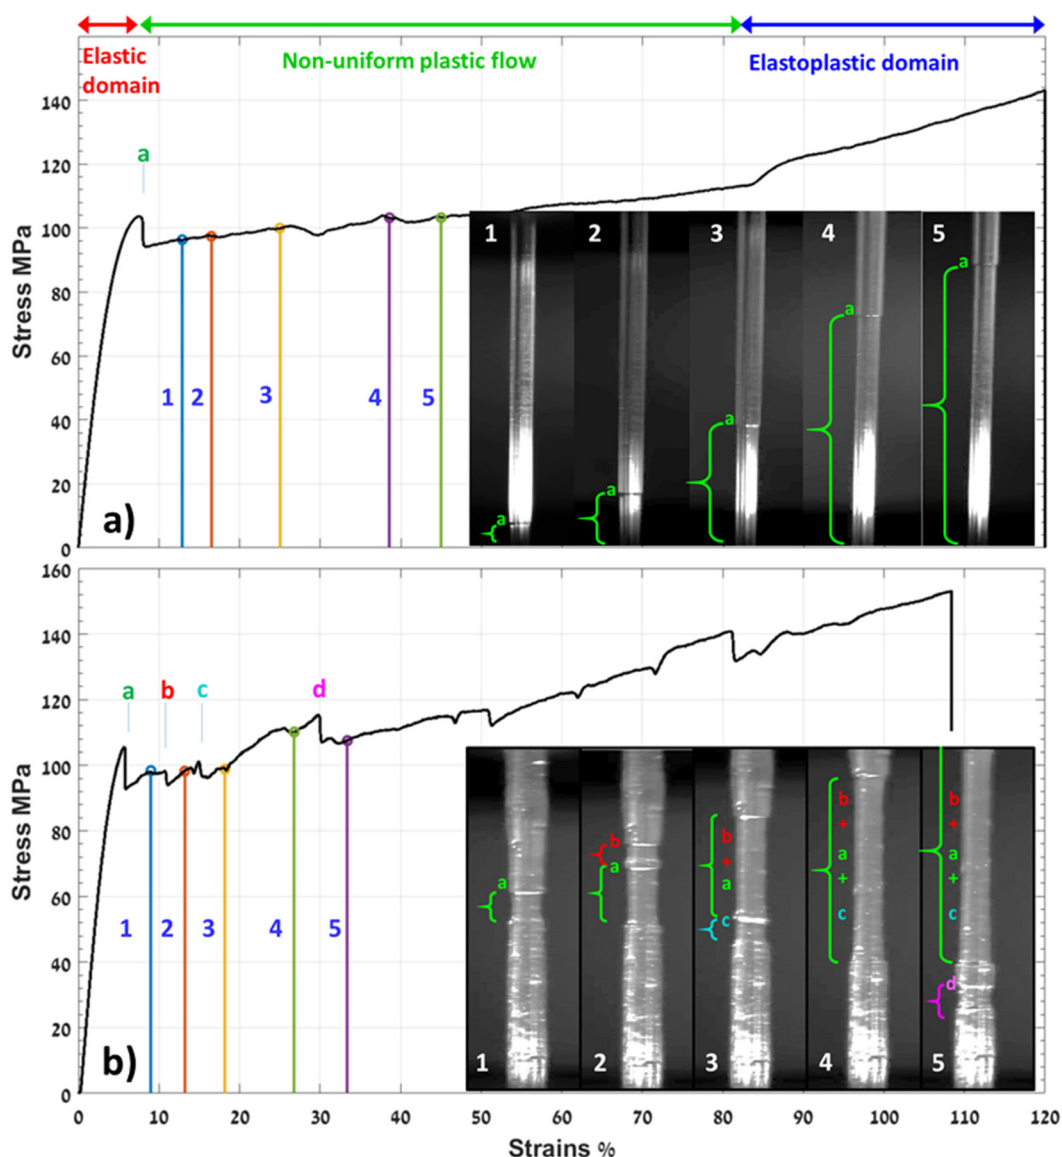 Elastic
domain
Non-uniform plastic flow
Elastoplastic domain
Stress MPa
140
120
100
80
60
40
20
0
a
1 2 3 4 5
a)
1 2 3 4 5
a a a a a
Stress MPa
160
140
120
100
80
60
40
20
0
a b c d
1 2 3 4 5
b)
a
b
a
b
+
a
c
b
+
a
+
c
b
+
a
+
c
d
1 2 3 4 5
0 10 20 30 40 50 60 70 80 90 100 110 120
Strains %